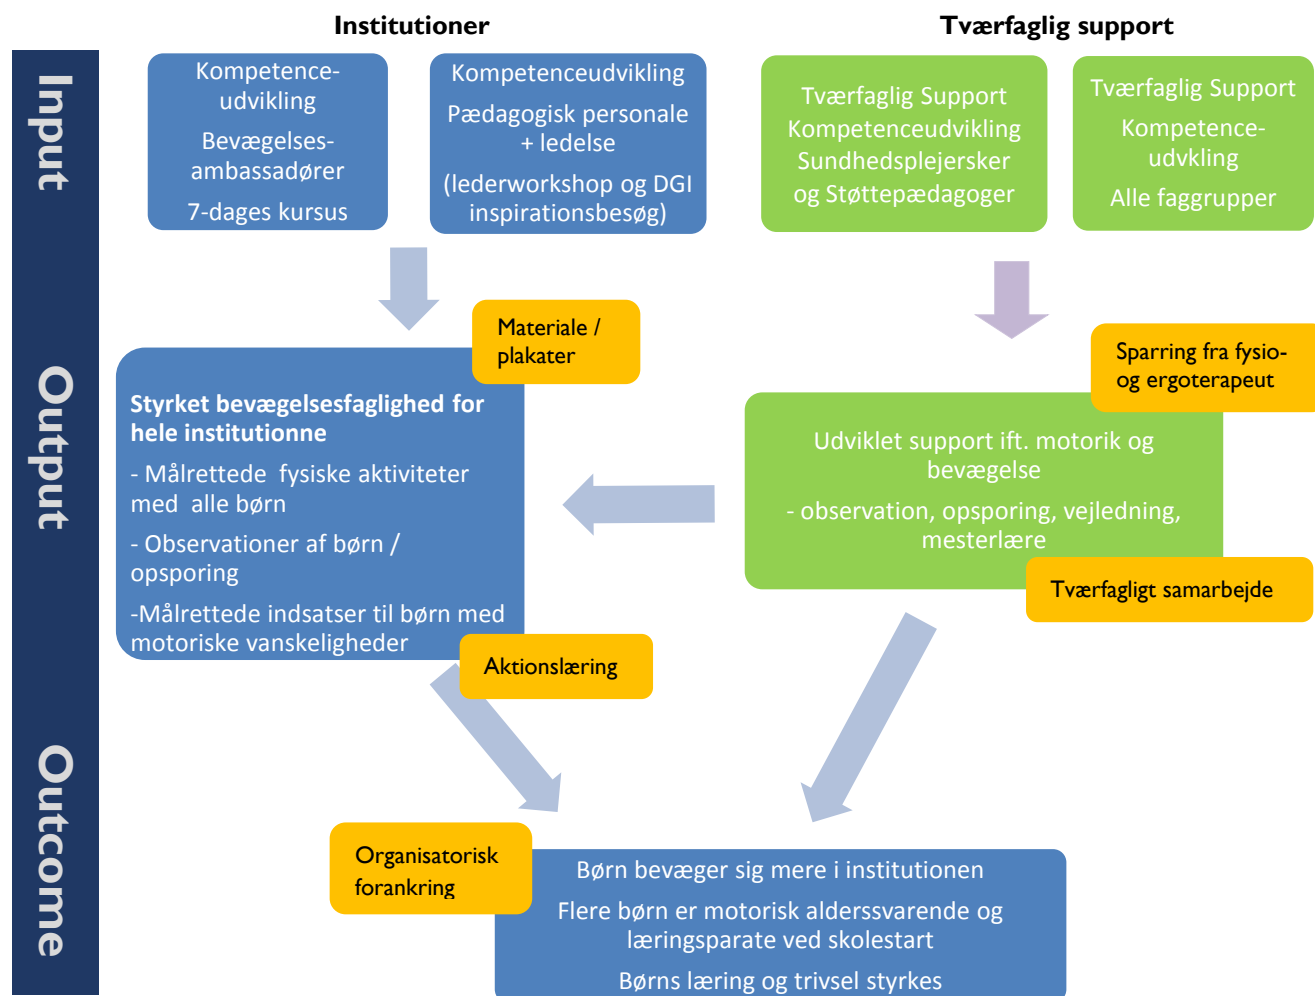 Institutioner
Tværfaglig support
Input
Kompetence-
udvikling
Bevægelses-
ambassadører
7-dages kursus
Kompetenceudvikling
Pædagogisk personale
+ ledelse
(lederworkshop og DGI
inspirationsbesøg)
Tværfaglig Support
Kompetenceudvikling
Sundhedsplejersker
og Støttepædagoger
Tværfaglig Support
Kompetence-
udvkling
Alle faggrupper
Output
Materiale /
plakater
Styrket bevægelsesfaglighed for
hele institutionne
- Målrettede fysiske aktiviteter
med alle børn
- Observationer af børn /
opsporing
-Målrettede indsatser til børn med
motoriske vanskeligheder
Aktionslæring
Sparring fra fysio-
og ergoterapeut
Udviklet support ift. motorik og
bevægelse
- observation, opsporing, vejledning,
mesterlære
Tværfagligt samarbejde
Outcome
Organisatorisk
forankring
Børn bevæger sig mere i institutionen
Flere børn er motorisk alderssvarende og
læringsparate ved skolestart
Børns læring og trivsel styrkes